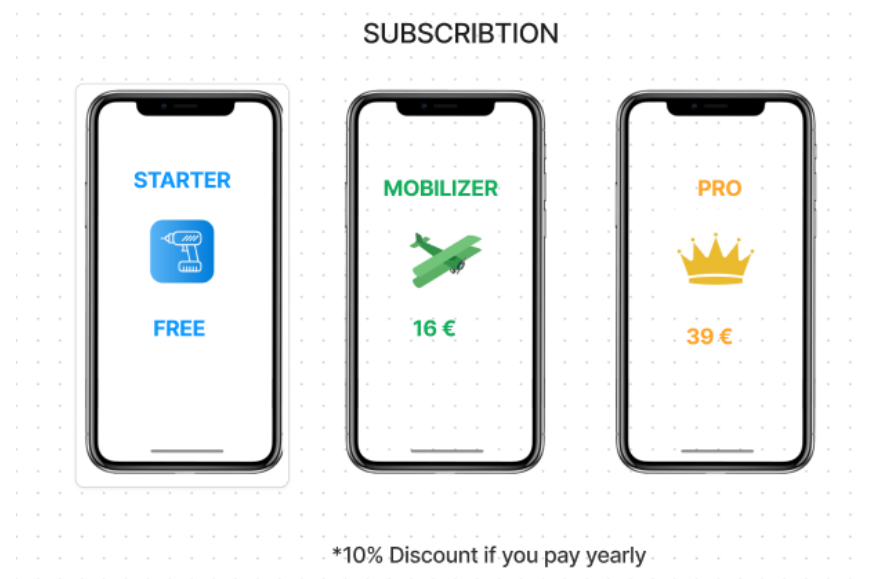 SUBSCRIBTION
STARTER
FREE
MOBILIZER
16 €
PRO
39 €
*10% Discount if you pay yearly